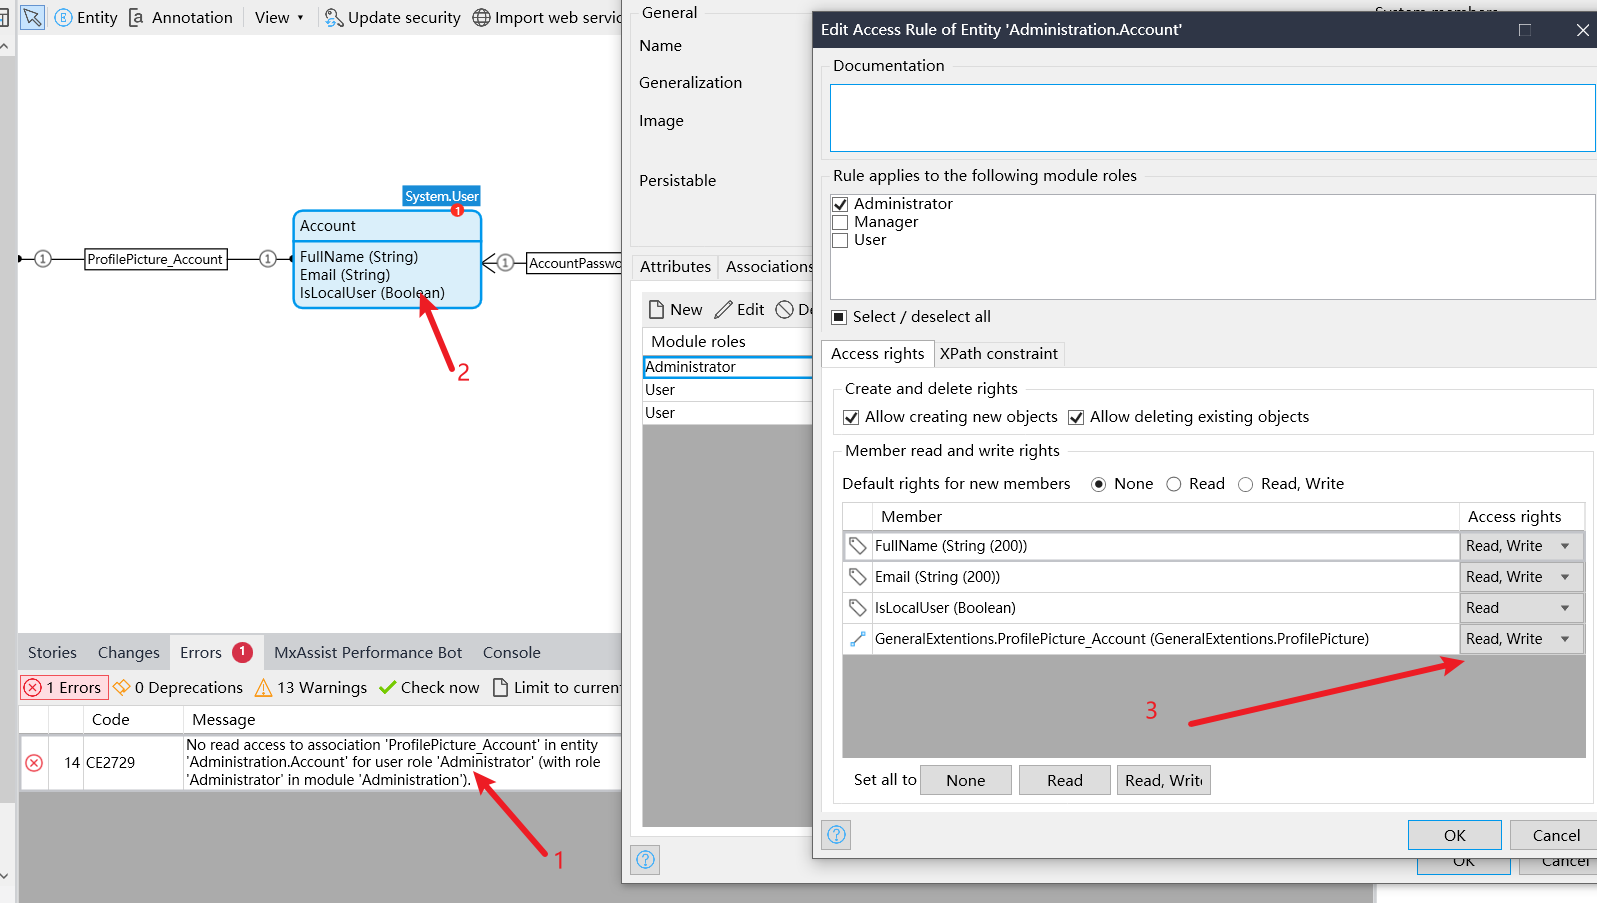 Entity
Annotation
View
Update security
Import web servic
System.User
1
Account
FullName (String)
Email (String)
IsLocalUser (Boolean)
1
ProfilePicture_Account
1
1
AccountPasswo
2
Stories
Changes
Errors
1
MxAssist Performance Bot
Console
1 Errors
0 Deprecations
13 Warnings
Check now
Limit to current
Code
Message
14
CE2729
No read access to association 'ProfilePicture_Account' in entity
'Administration.Account' for user role 'Administrator' (with role
'Administrator' in module 'Administration').
1
General
Name
Generalization
Image
Persistable
Attributes
Associations
New
Edit
De
Module roles
Administrator
User
User
OK
Cancel
Edit Access Rule of Entity 'Administration.Account'
Documentation
Rule applies to the following module roles
Administrator
Manager
User
Select / deselect all
Access rights
XPath constraint
Create and delete rights
Allow creating new objects
Allow deleting existing objects
Member read and write rights
Default rights for new members
None
Read
Read, Write
Member
Access rights
FullName (String (200))
Read, Write
Email (String (200))
Read, Write
IsLocalUser (Boolean)
Read
GeneralExtentions.ProfilePicture_Account (GeneralExtentions.ProfilePicture)
Read, Write
3
Set all to
None
Read
Read, Writ
OK
Cancel